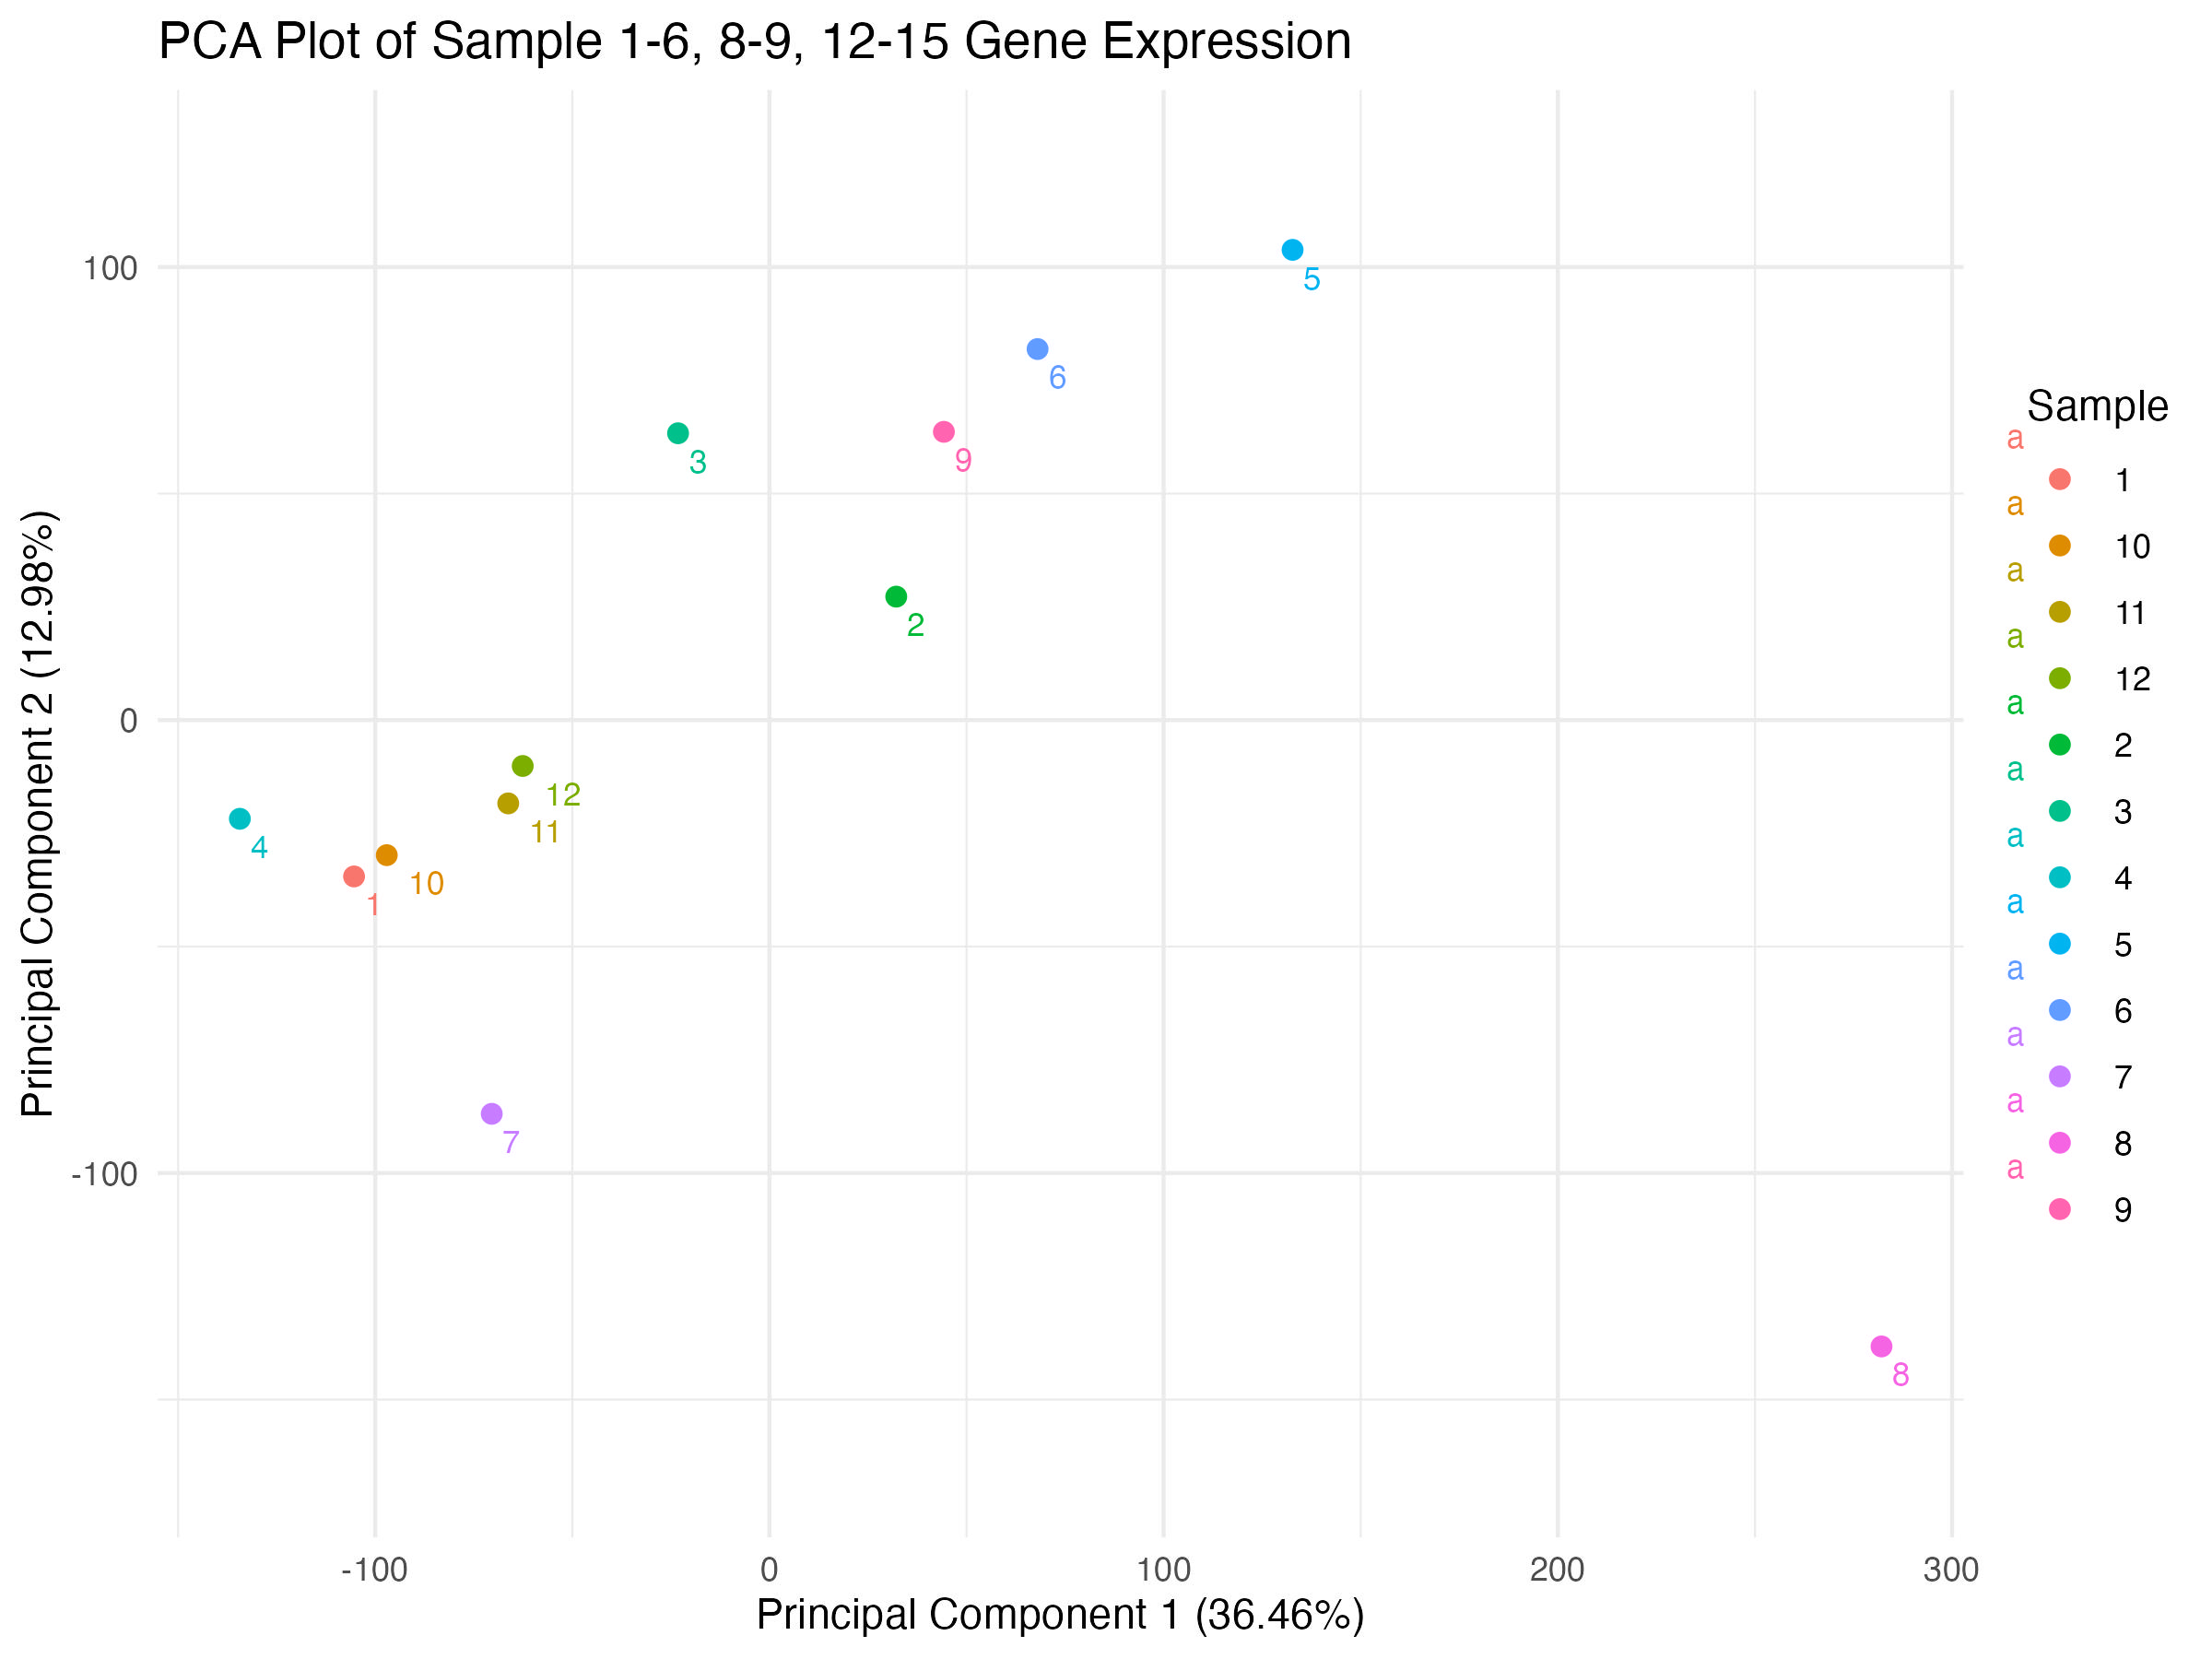 PCA Plot of Sample 1-6, 8-9, 12-15 Gene Expression
Principal Component 2 (12.98%)
100
0
-100
5
6
3
9
2
12
11
4
10
1
7
8
-100
0
100
200
300
Principal Component 1 (36.46%)
Sample
a
1
a
10
a
11
a
12
a
2
a
3
a
4
a
5
a
6
a
7
a
8
a
9